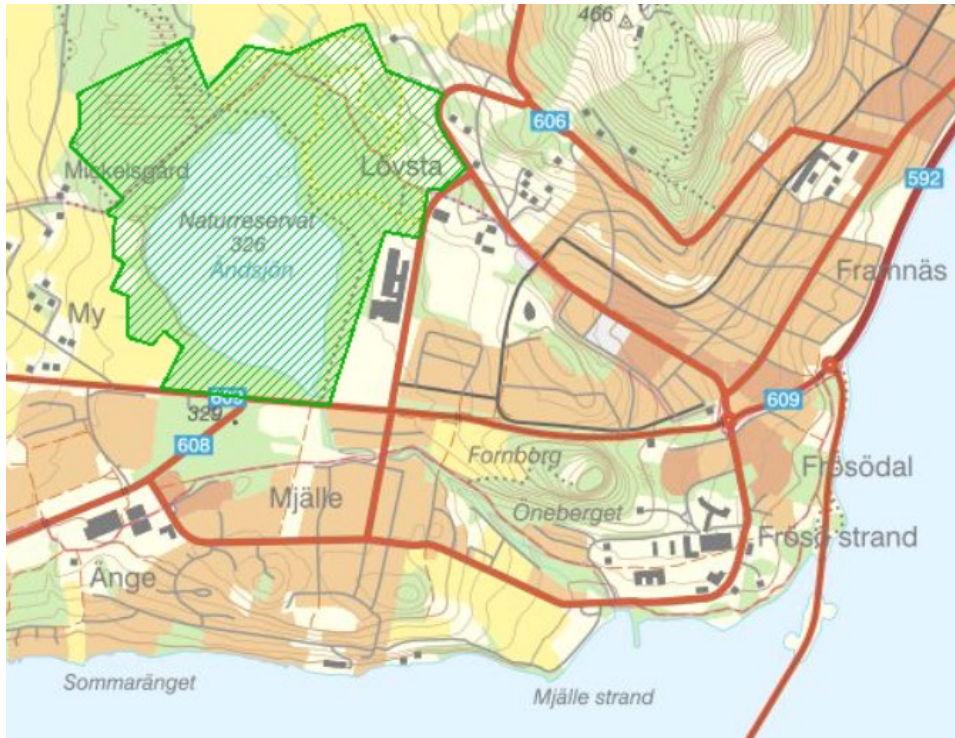 466
606
592
Mickelsgård
Lövsta
Naturreservat
326
Ändsjön
Framnäs
My
609
609
329
608
Fornborg
Frösödal
Mjälle
Öneberget
Frösö strand
Änge
Sommaränget
Mjälle strand